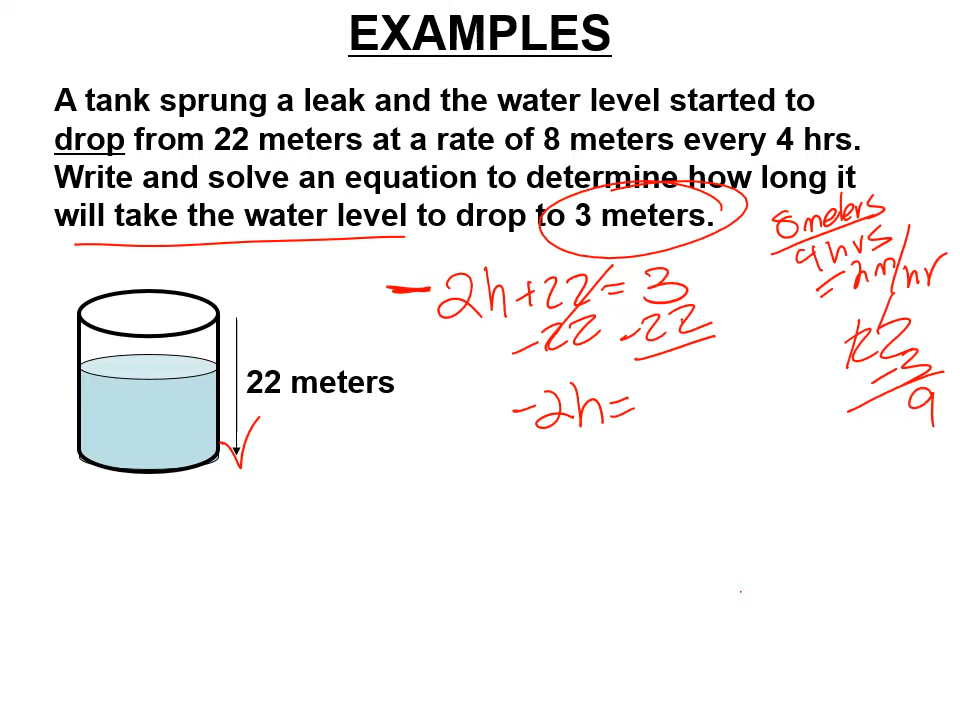 EXAMPLES
A tank sprung a leak and the water level started to
drop from 22 meters at a rate of 8 meters every 4 hrs.
Write and solve an equation to determine how long it
will take the water level to drop to 3 meters.
8 meters
4 hrs
= 2m/hr
-2h+22=3
-22 -22
-2h=
22
-3
9
22 meters